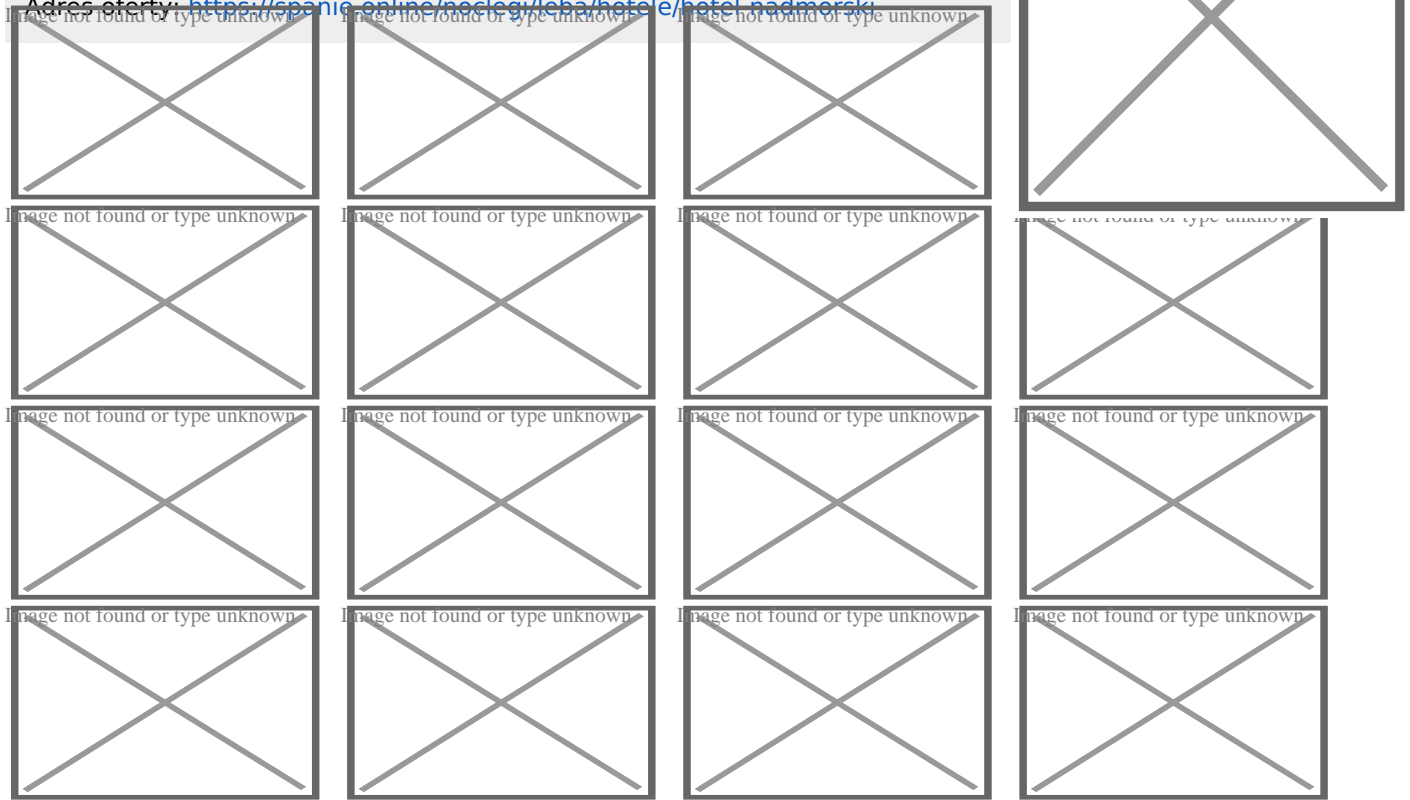 Adres oferty: https://spanie.online/noclegi/leba/hotele/hotel-nadmorski
Image not found or type unknown Image not found or type unknown Image not found or type unknown
Image not found or type unknown Image not found or type unknown Image not found or type unknown Image not found or type unknown
Image not found or type unknown Image not found or type unknown Image not found or type unknown Image not found or type unknown
Image not found or type unknown Image not found or type unknown Image not found or type unknown Image not found or type unknown